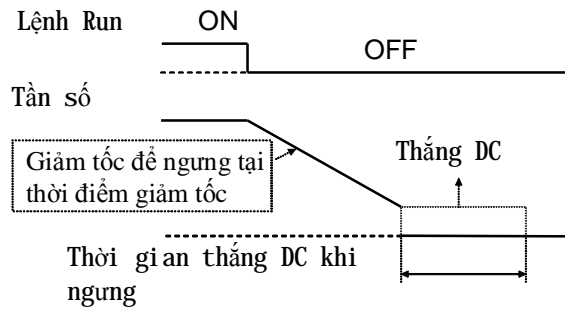 Lệnh Run
ON
OFF
Tần số
Giảm tốc để ngưng tại
thời điểm giảm tốc
Thắng DC
Thời gian thắng DC khi
ngưng